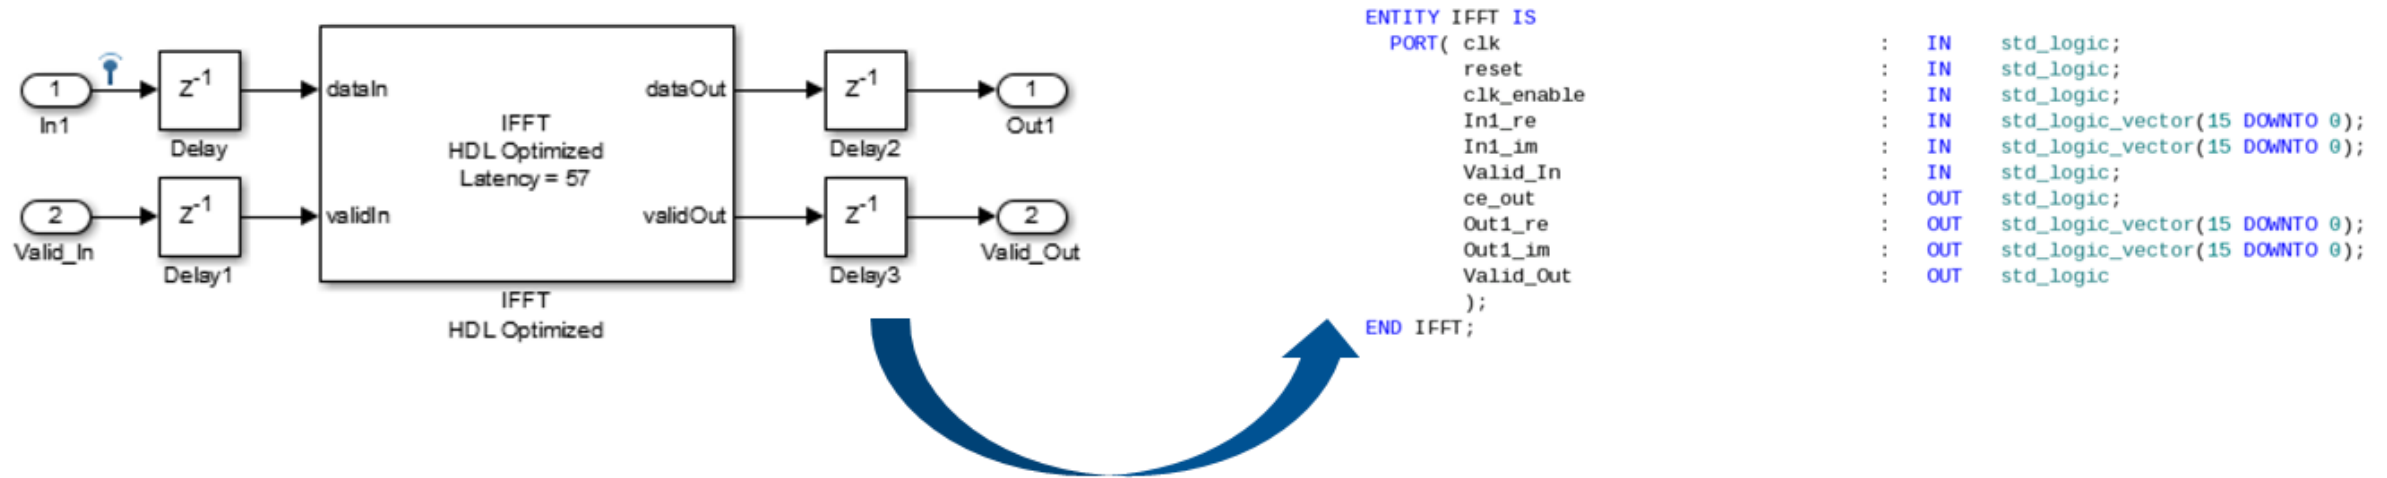 1
In1
z-1
Delay
2
Valid_In
z-1
Delay1
dataIn
dataOut
IFFT
HDL Optimized
Latency = 57
validIn
validOut
IFFT
HDL Optimized
z-1
Delay2
1
Out1
z-1
Delay3
2
Valid_Out
ENTITY IFFT IS
PORT( clk : IN std_logic;
reset : IN std_logic;
clk_enable : IN std_logic;
In1_re : IN std_logic_vector(15 DOWNTO 0);
In1_im : IN std_logic_vector(15 DOWNTO 0);
Valid_In : IN std_logic;
ce_out : OUT std_logic;
Out1_re : OUT std_logic_vector(15 DOWNTO 0);
Out1_im : OUT std_logic_vector(15 DOWNTO 0);
Valid_Out : OUT std_logic
);
END IFFT;